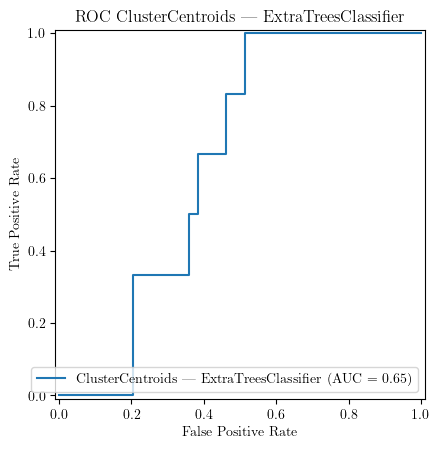 ROC ClusterCentroids — ExtraTreesClassifier
1.0
0.8
0.6
0.4
0.2
0.0
True Positive Rate
ClusterCentroids — ExtraTreesClassifier (AUC = 0.65)
0.0 0.2 0.4 0.6 0.8 1.0
False Positive Rate